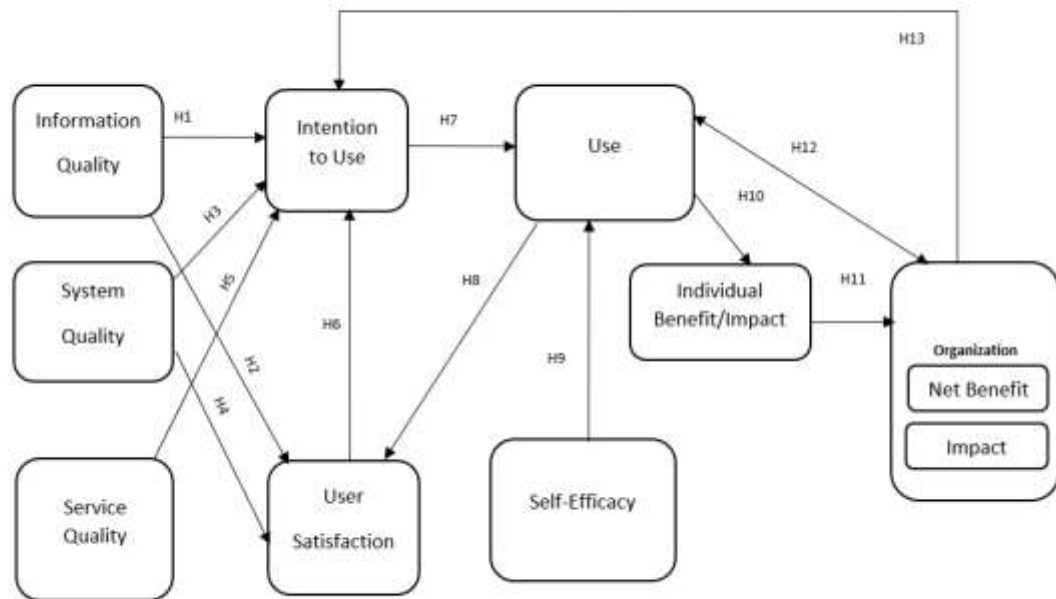 H13
Information
Quality
H1
Intention
to Use
H7
Use
H12
H3
H10
H5
System
Quality
H8
Individual
Benefit/Impact
H11
H6
H2
H9
Organization
Net Benefit
H4
Impact
Service
Quality
User
Satisfaction
Self-Efficacy